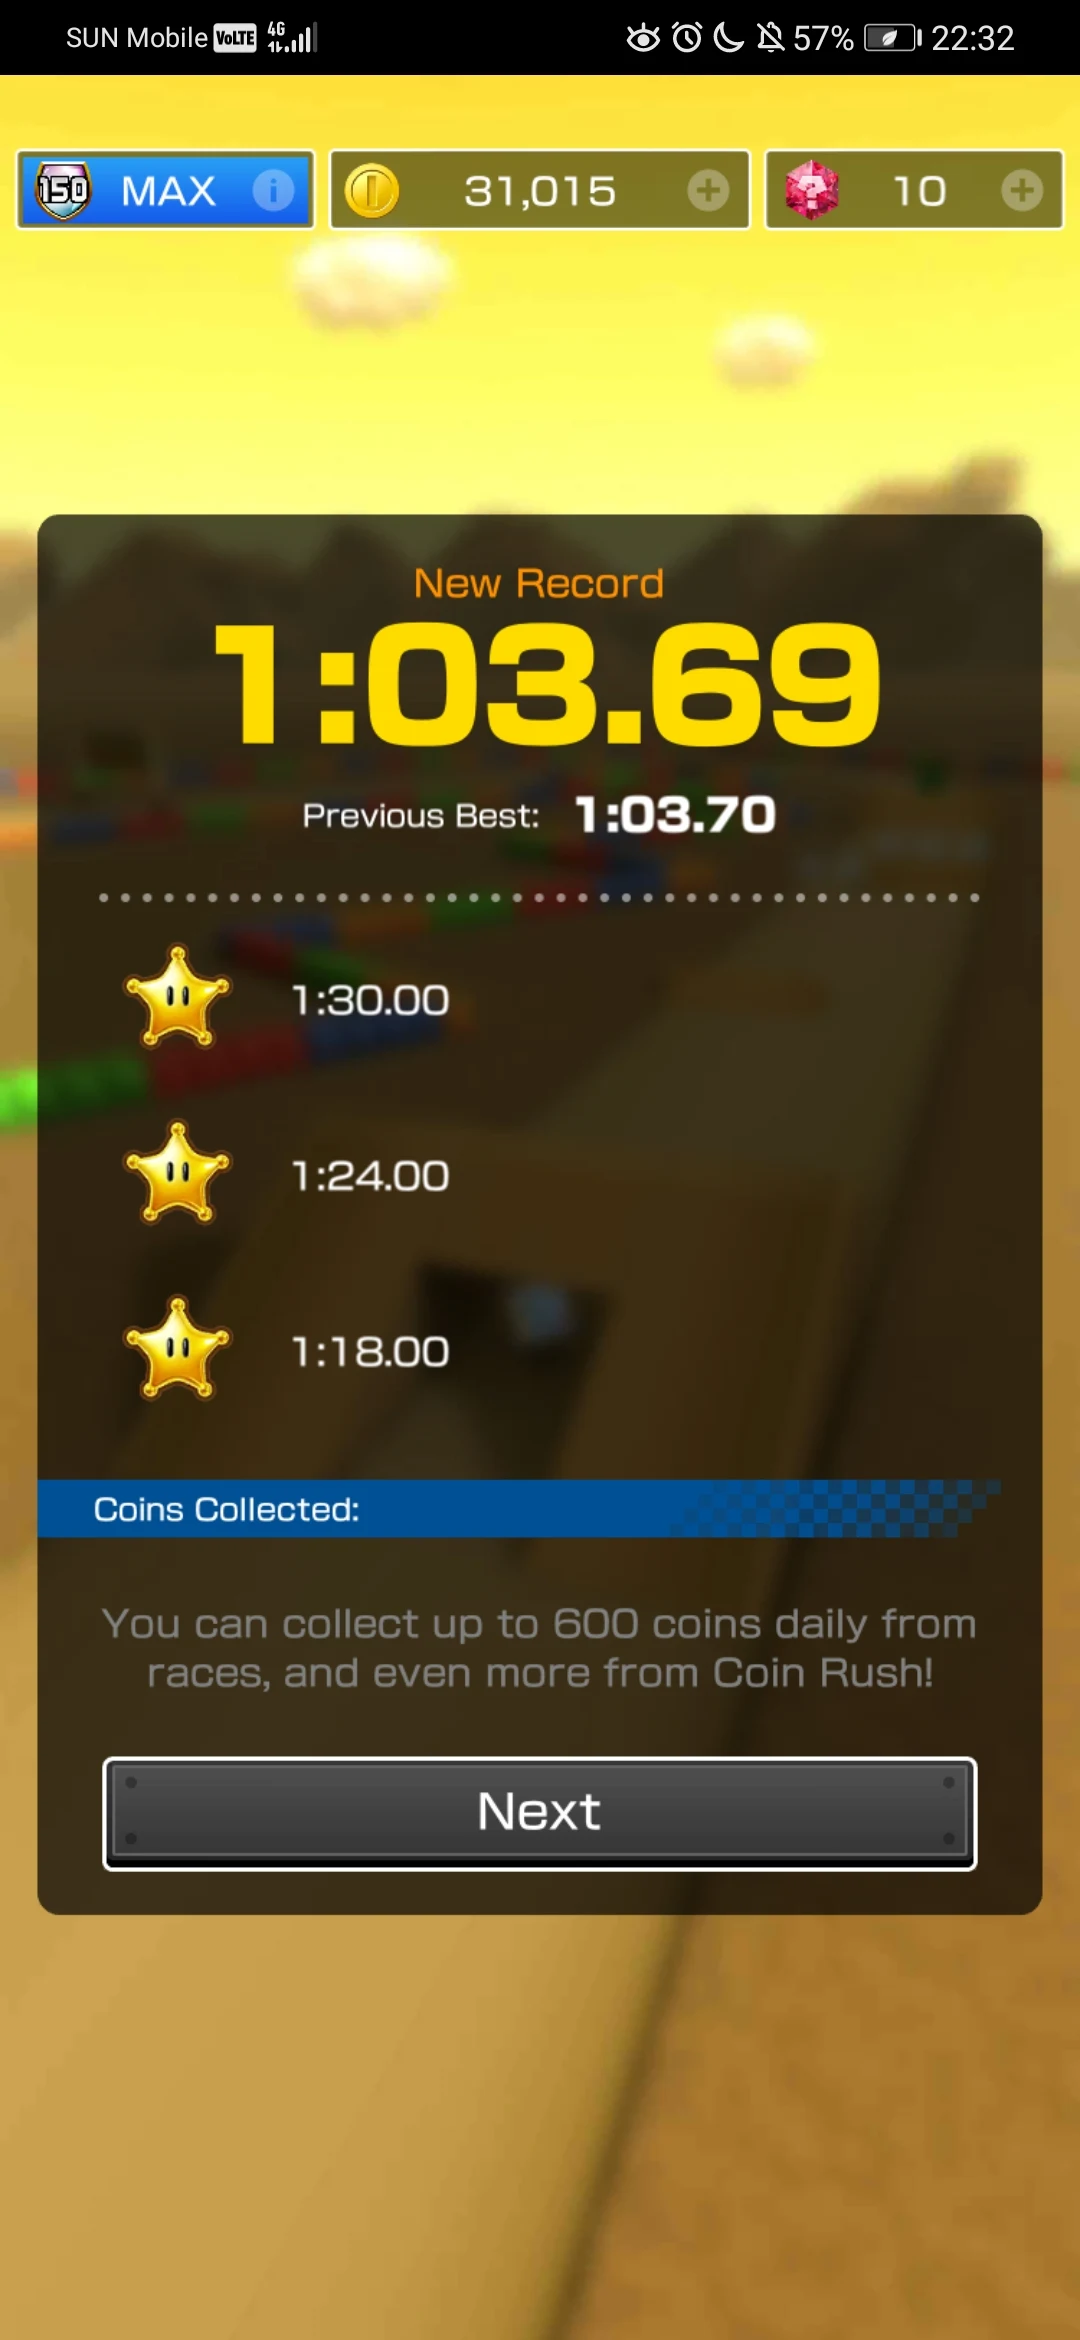 SUN Mobile VoLTE 4G 57% 22:32
150 MAX i 31,015 + 10 +
New Record
1:03.69
Previous Best: 1:03.70
1:30.00
1:24.00
1:18.00
Coins Collected:
You can collect up to 600 coins daily from
races, and even more from Coin Rush!
Next